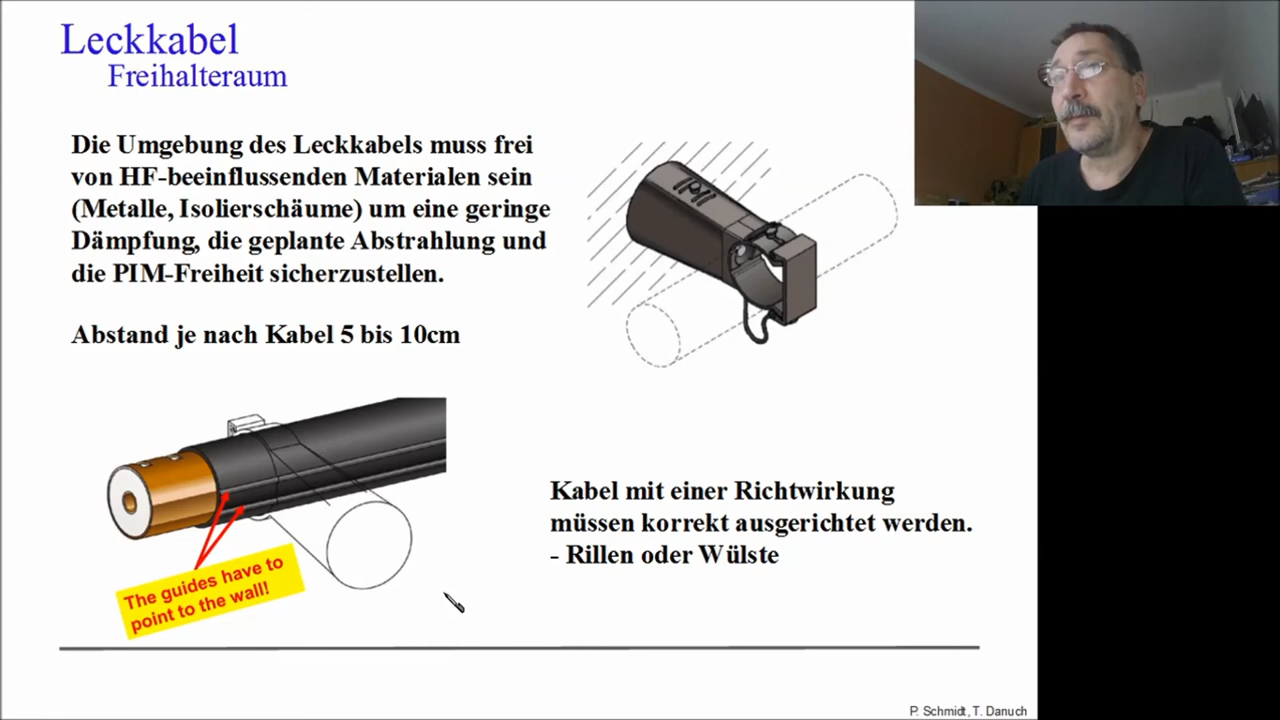 Leckkabel
Freihalteraum
Die Umgebung des Leckkabels muss frei
von HF-beeinflussenden Materialen sein
(Metalle, Isolierschäume) um eine geringe
Dämpfung, die geplante Abstrahlung und
die PIM-Freiheit sicherzustellen.
Abstand je nach Kabel 5 bis 10cm
The guides have to
point to the wall!
Kabel mit einer Richtwirkung
müssen korrekt ausgerichtet werden.
- Rillen oder Wülste
P. Schmidt, T. Danuch